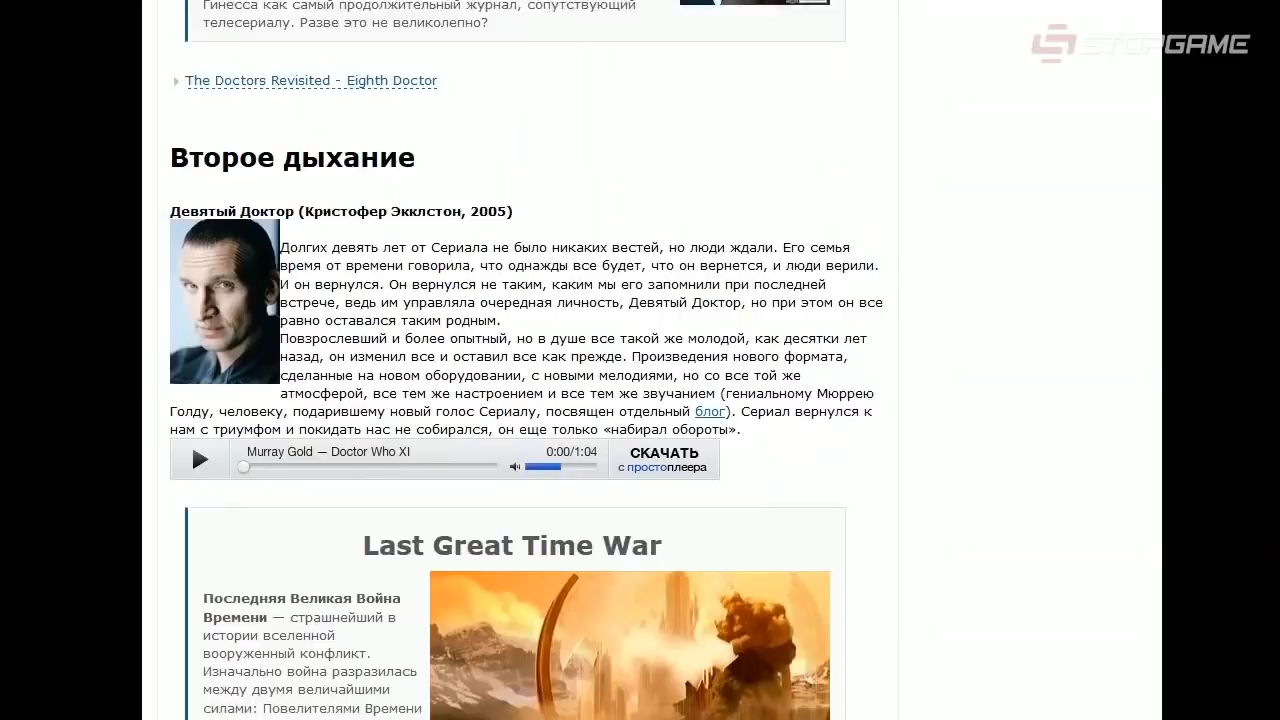 Гинесса как самый продолжительный журнал, сопутствующий
телесериалу. Разве это не великолепно?
STOPGAME
The Doctors Revisited - Eighth Doctor
Второе дыхание
Девятый Доктор (Кристофер Экклстон, 2005)
Долгих девять лет от Сериала не было никаких вестей, но люди ждали. Его семья
время от времени говорила, что однажды все будет, что он вернется, и люди верили.
И он вернулся. Он вернулся не таким, каким мы его запомнили при последней
встрече, ведь им управляла очередная личность, Девятый Доктор, но при этом он все
равно оставался таким родным.
Повзрослевший и более опытный, но в душе все такой же молодой, как десятки лет
назад, он изменил все и оставил все как прежде. Произведения нового формата,
сделанные на новом оборудовании, с новыми мелодиями, но со все той же
атмосферой, все тем же настроением и все тем же звучанием (гениальному Мюррею
Голду, человеку, подарившему новый голос Сериалу, посвящен отдельный блог). Сериал вернулся к
нам с триумфом и покидать нас не собирался, он еще только «набирал обороты».
Murray Gold — Doctor Who XI
0:00/1:04
СКАЧАТЬ
с простоплеера
Last Great Time War
Последняя Великая Война
Времени — страшнейший в
истории вселенной
вооруженный конфликт.
Изначально война разразилась
между двумя величайшими
силами: Повелителями Времени